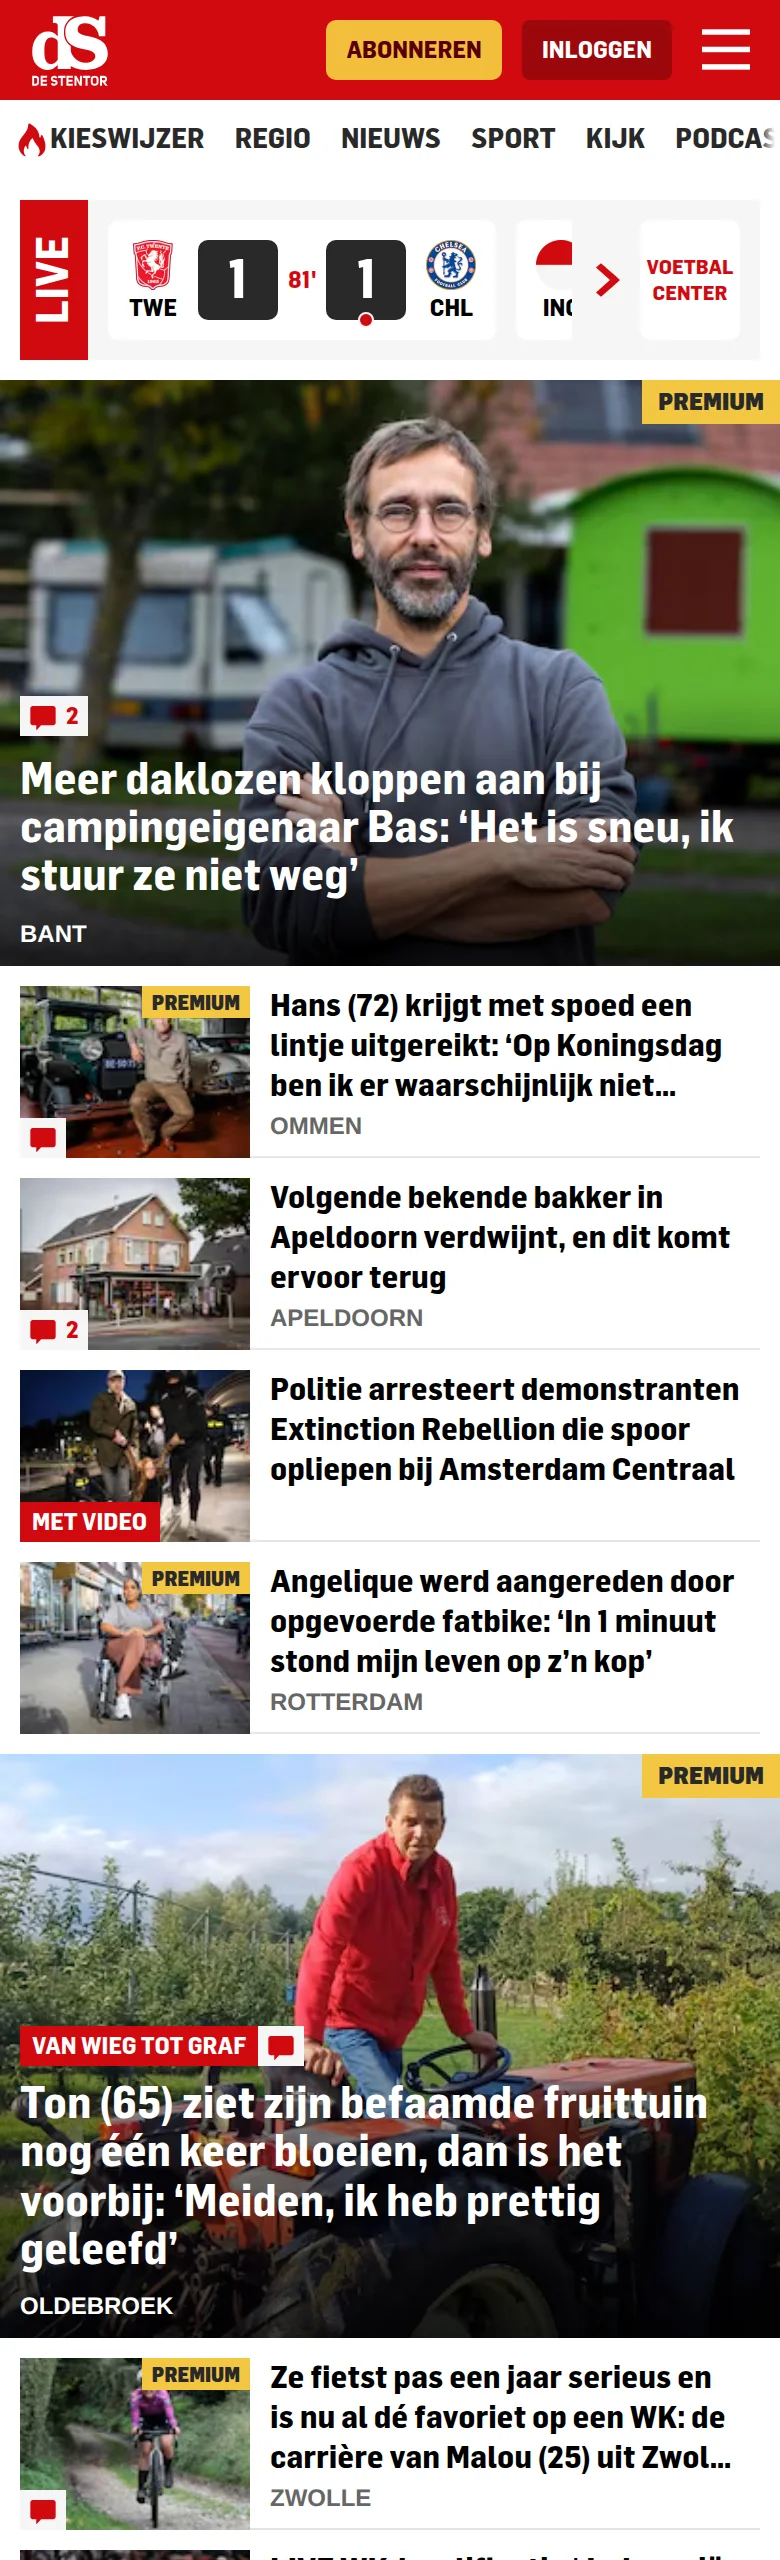 dS
DE STENTOR
ABONNEREN
INLOGGEN
KIESWIJZER
REGIO
NIEUWS
SPORT
KIJK
PODCAS
LIVE
TWE
1
81'
1
CHL
ING
VOETBAL
CENTER
PREMIUM
2
Meer daklozen kloppen aan bij
campingeigenaar Bas: ‘Het is sneu, ik
stuur ze niet weg’
BANT
PREMIUM
Hans (72) krijgt met spoed een
lintje uitgereikt: ‘Op Koningsdag
ben ik er waarschijnlijk niet...
OMMEN
2
Volgende bekende bakker in
Apeldoorn verdwijnt, en dit komt
ervoor terug
APELDOORN
MET VIDEO
Politie arresteert demonstranten
Extinction Rebellion die spoor
opliepen bij Amsterdam Centraal
PREMIUM
Angelique werd aangereden door
opgevoerde fatbike: ‘In 1 minuut
stond mijn leven op z’n kop’
ROTTERDAM
PREMIUM
VAN WIEG TOT GRAF
Ton (65) ziet zijn befaamde fruittuin
nog één keer bloeien, dan is het
voorbij: ‘Meiden, ik heb prettig
geleefd’
OLDEBROEK
PREMIUM
Ze fietst pas een jaar serieus en
is nu al dé favoriet op een WK: de
carrière van Malou (25) uit Zwol...
ZWOLLE